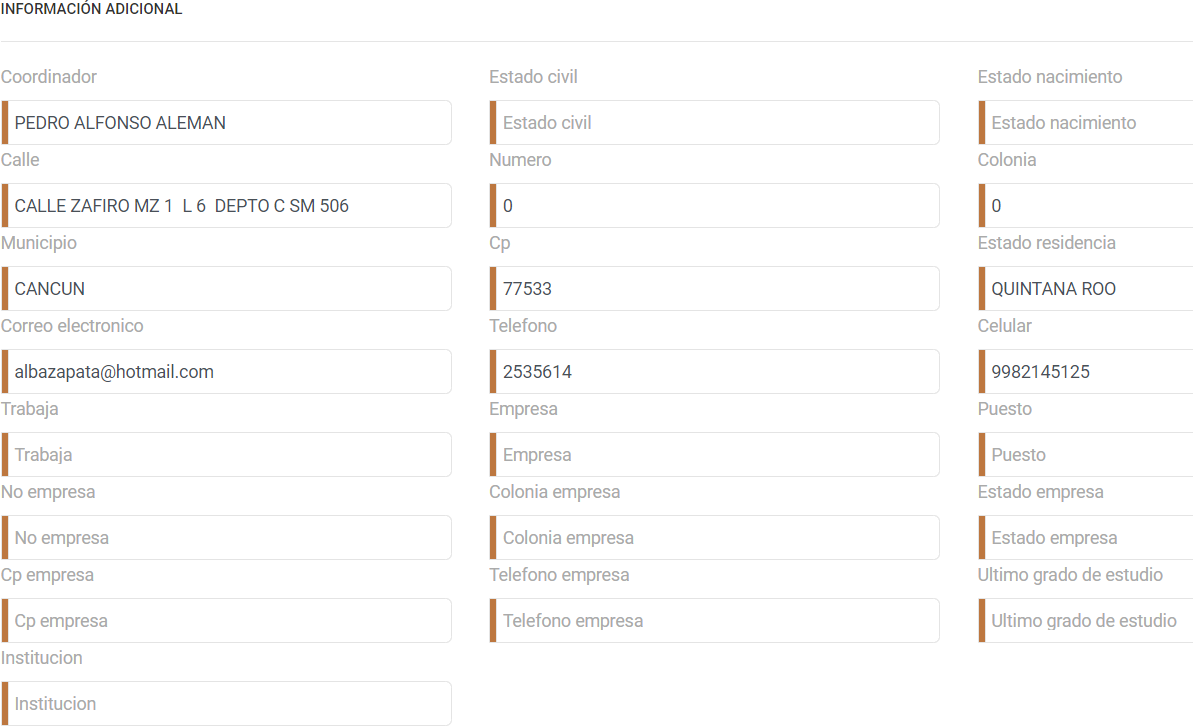 INFORMACIÓN ADICIONAL
Coordinador Estado civil Estado nacimiento
PEDRO ALFONSO ALEMAN Estado civil Estado nacimiento
Calle Numero Colonia
CALLE ZAFIRO MZ 1 L 6 DEPTO C SM 506 0 0
Municipio Cp Estado residencia
CANCUN 77533 QUINTANA ROO
Correo electronico Telefono Celular
albazapata@hotmail.com 2535614 9982145125
Trabaja Empresa Puesto
Trabaja Empresa Puesto
No empresa Colonia empresa Estado empresa
No empresa Colonia empresa Estado empresa
Cp empresa Telefono empresa Ultimo grado de estudio
Cp empresa Telefono empresa Ultimo grado de estudio
Institucion
Institucion